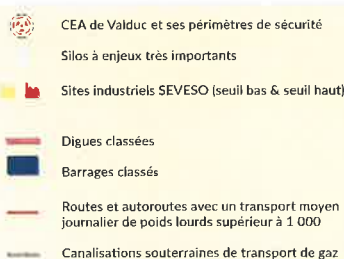 CEA de Valduc et ses périmètres de sécurité
Silos à enjeux très importants
Sites industriels SEVESO (seuil bas & seuil haut)
Digues classées
Barrages classés
Routes et autoroutes avec un transport moyen
journalier de poids lourds supérieur à 1 000
Canalisations souterraines de transport de gaz